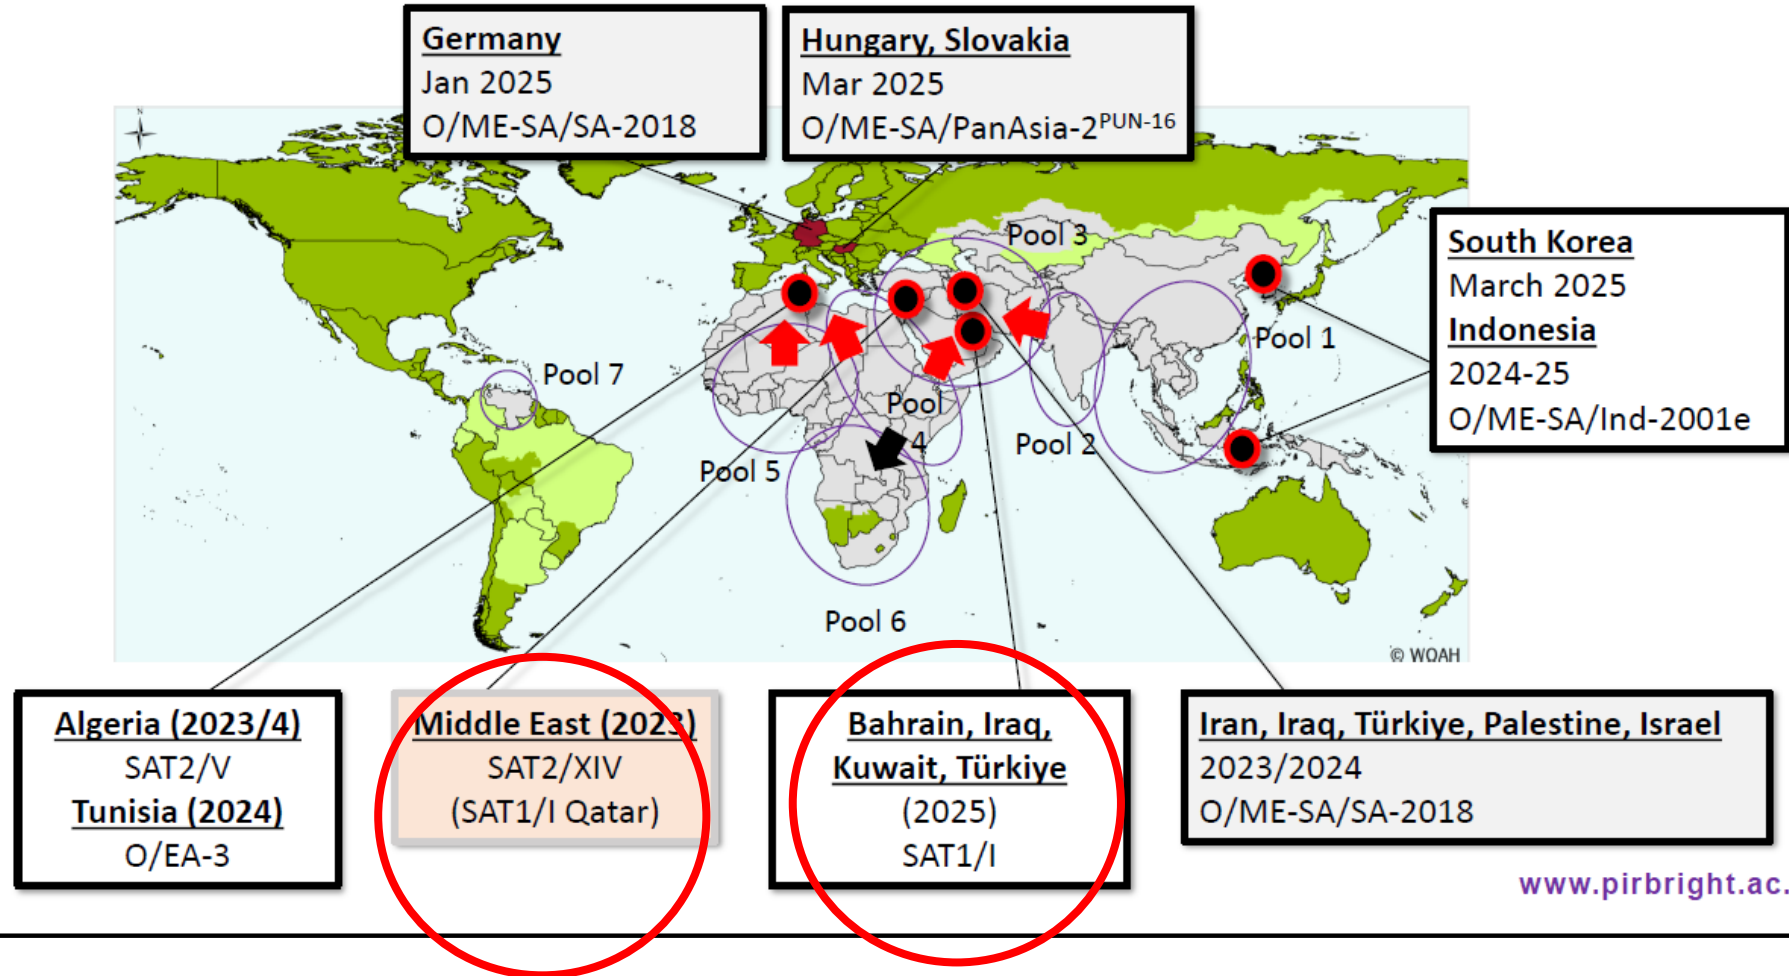 Germany
Jan 2025
O/ME-SA/SA-2018
Hungary, Slovakia
Mar 2025
O/ME-SA/PanAsia-2PUN-16
N
South Korea
March 2025
Indonesia
2024-25
O/ME-SA/Ind-2001e
Pool 3
Pool 1
Pool 7
Pool
4
Pool 2
Pool 5
Pool 6
© WOAH
Algeria (2023/4)
SAT2/V
Tunisia (2024)
O/EA-3
Middle East (2023)
SAT2/XIV
(SAT1/I Qatar)
Bahrain, Iraq,
Kuwait, Türkiye
(2025)
SAT1/I
Iran, Iraq, Türkiye, Palestine, Israel
2023/2024
O/ME-SA/SA-2018
www.pirbright.ac.